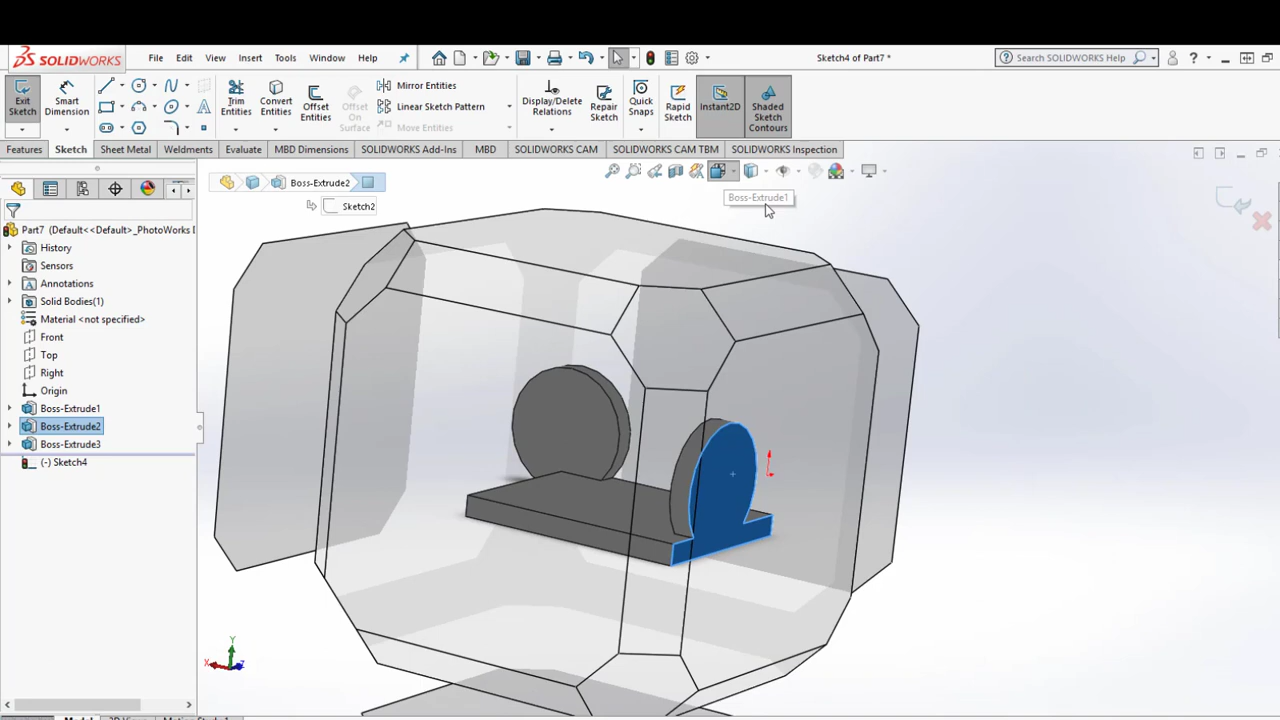 SOLIDWORKS
File Edit View Insert Tools Window Help
Sketch4 of Part7 *
Search SOLIDWORKS Help
Exit Sketch
Smart Dimension
Trim Entities
Convert Entities
Offset Entities
Offset On Surface
Mirror Entities
Linear Sketch Pattern
Move Entities
Display/Delete Relations
Repair Sketch
Quick Snaps
Rapid Sketch
Instant2D
Shaded Sketch Contours
Features Sketch Sheet Metal Weldments Evaluate MBD Dimensions SOLIDWORKS Add-Ins MBD SOLIDWORKS CAM SOLIDWORKS CAM TBM SOLIDWORKS Inspection
Boss-Extrude2
Sketch2
Boss-Extrude1
Part7 (Default<<Default>_PhotoWorks D
History
Sensors
Annotations
Solid Bodies(1)
Material <not specified>
Front
Top
Right
Origin
Boss-Extrude1
Boss-Extrude2
Boss-Extrude3
(-) Sketch4
Y
X
Z